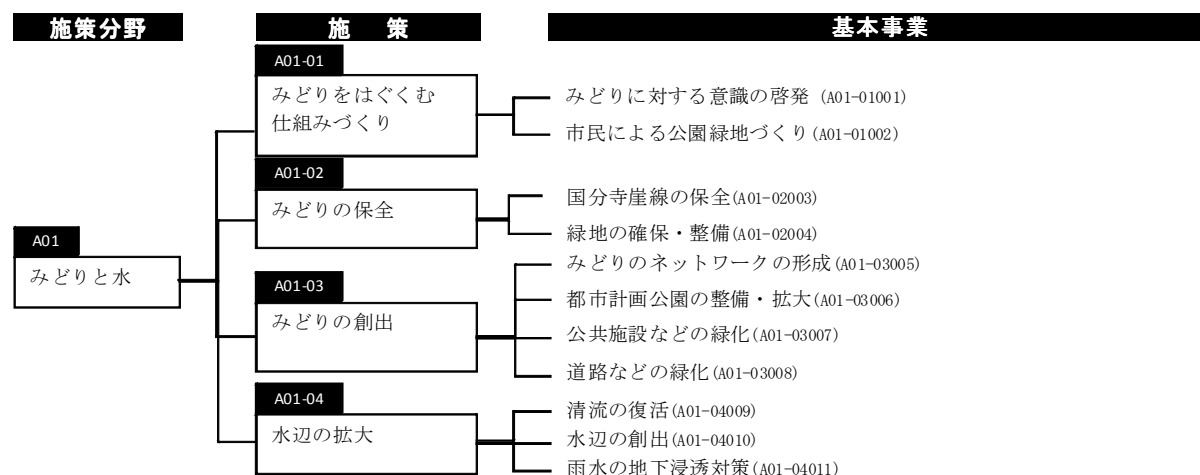 施策分野
施 策
基本事業
A01
みどりと水
A01-01
みどりをはぐくむ
仕組みづくり
みどりに対する意識の啓発 (A01-01001)
市民による公園緑地づくり(A01-01002)
A01-02
みどりの保全
国分寺崖線の保全(A01-02003)
緑地の確保・整備(A01-02004)
A01-03
みどりの創出
みどりのネットワークの形成(A01-03005)
都市計画公園の整備・拡大(A01-03006)
公共施設などの緑化(A01-03007)
道路などの緑化(A01-03008)
A01-04
水辺の拡大
清流の復活(A01-04009)
水辺の創出(A01-04010)
雨水の地下浸透対策(A01-04011)